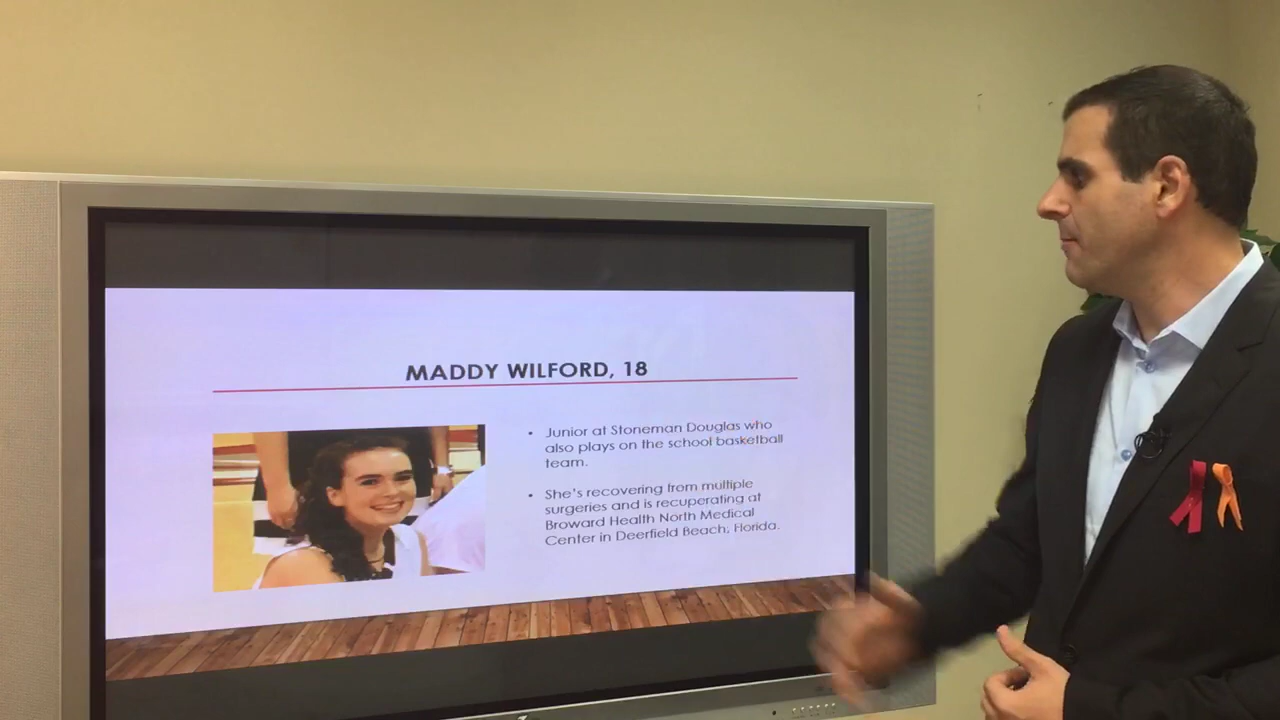 MADDY WILFORD, 18
• Junior at Stoneman Douglas who
also plays on the school basketball
team.
• She's recovering from multiple
surgeries and is recuperating at
Broward Health North Medical
Center in Deerfield Beach, Florida.